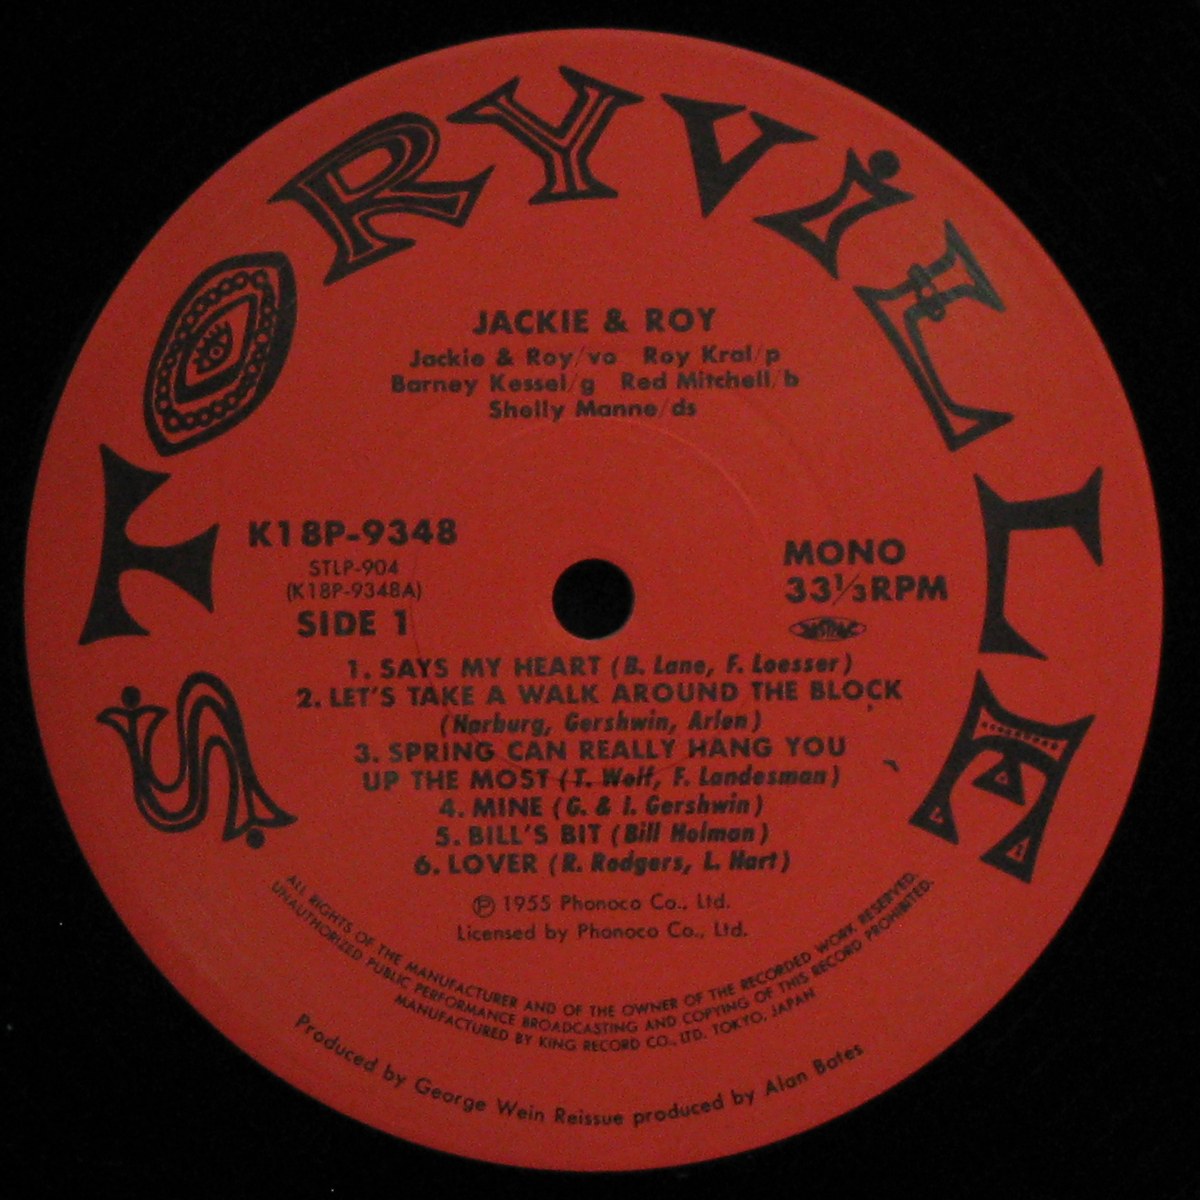 STORYVILLE
JACKIE & ROY
Jackie & Roy/vo Roy Kral/p
Barney Kessel/g Red Mitchell/b
Shelly Manne/ds
K18P-9348
STLP-904
(K18P-9348A)
SIDE 1
MONO
33⅓RPM
1. SAYS MY HEART (B. Lane, F. Loesser)
2. LET'S TAKE A WALK AROUND THE BLOCK
(Harburg, Gershwin, Arlen)
3. SPRING CAN REALLY HANG YOU
UP THE MOST (T. Wolf, F. Landesman)
4. MINE (G. & I. Gershwin)
5. BILL'S BIT (Bill Holman)
6. LOVER (R. Rodgers, L. Hart)
℗ 1955 Phonoco Co., Ltd.
Licensed by Phonoco Co., Ltd.
ALL RIGHTS OF THE MANUFACTURER AND OF THE OWNER OF THE RECORDED WORK RESERVED.
UNAUTHORIZED PUBLIC PERFORMANCE BROADCASTING AND COPYING OF THIS RECORD PROHIBITED.
MANUFACTURED BY KING RECORD CO., LTD. TOKYO, JAPAN
Produced by George Wein Reissue produced by Alan Bates